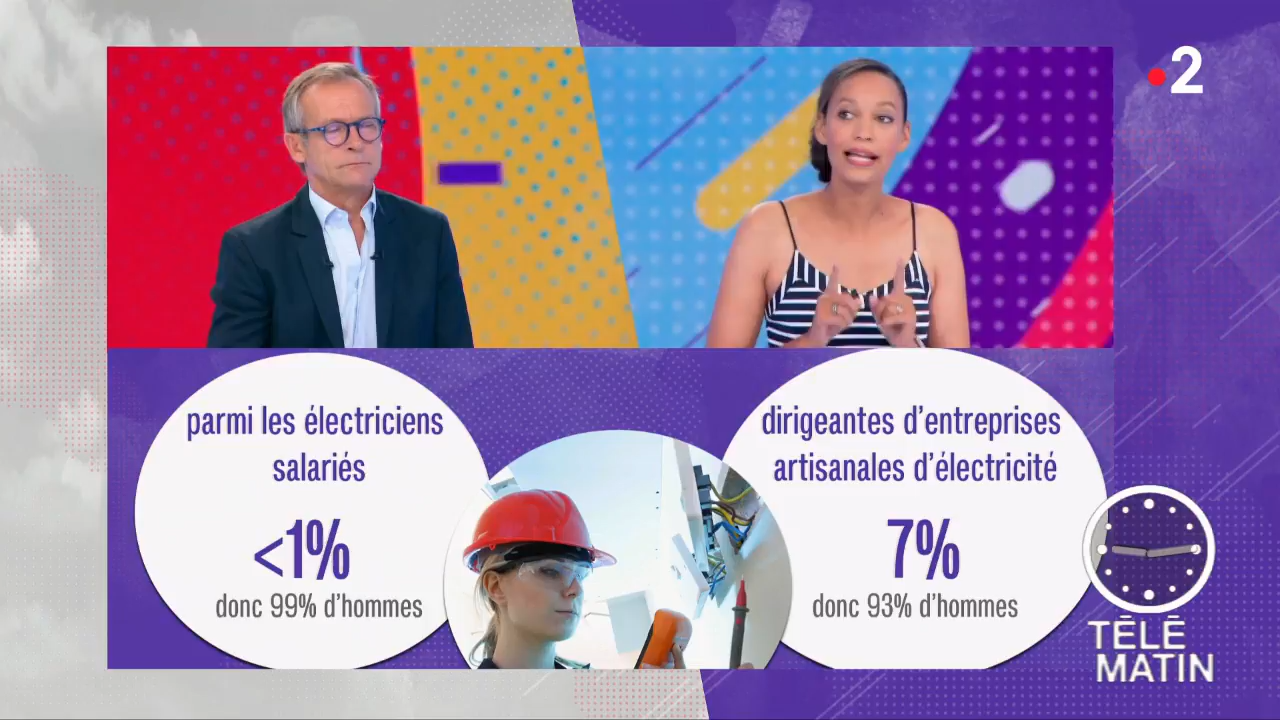 2
parmi les électriciens
salariés
<1%
donc 99% d'hommes
dirigeantes d'entreprises
artisanales d'électricité
7%
donc 93% d'hommes
TÉLÉ
MATIN